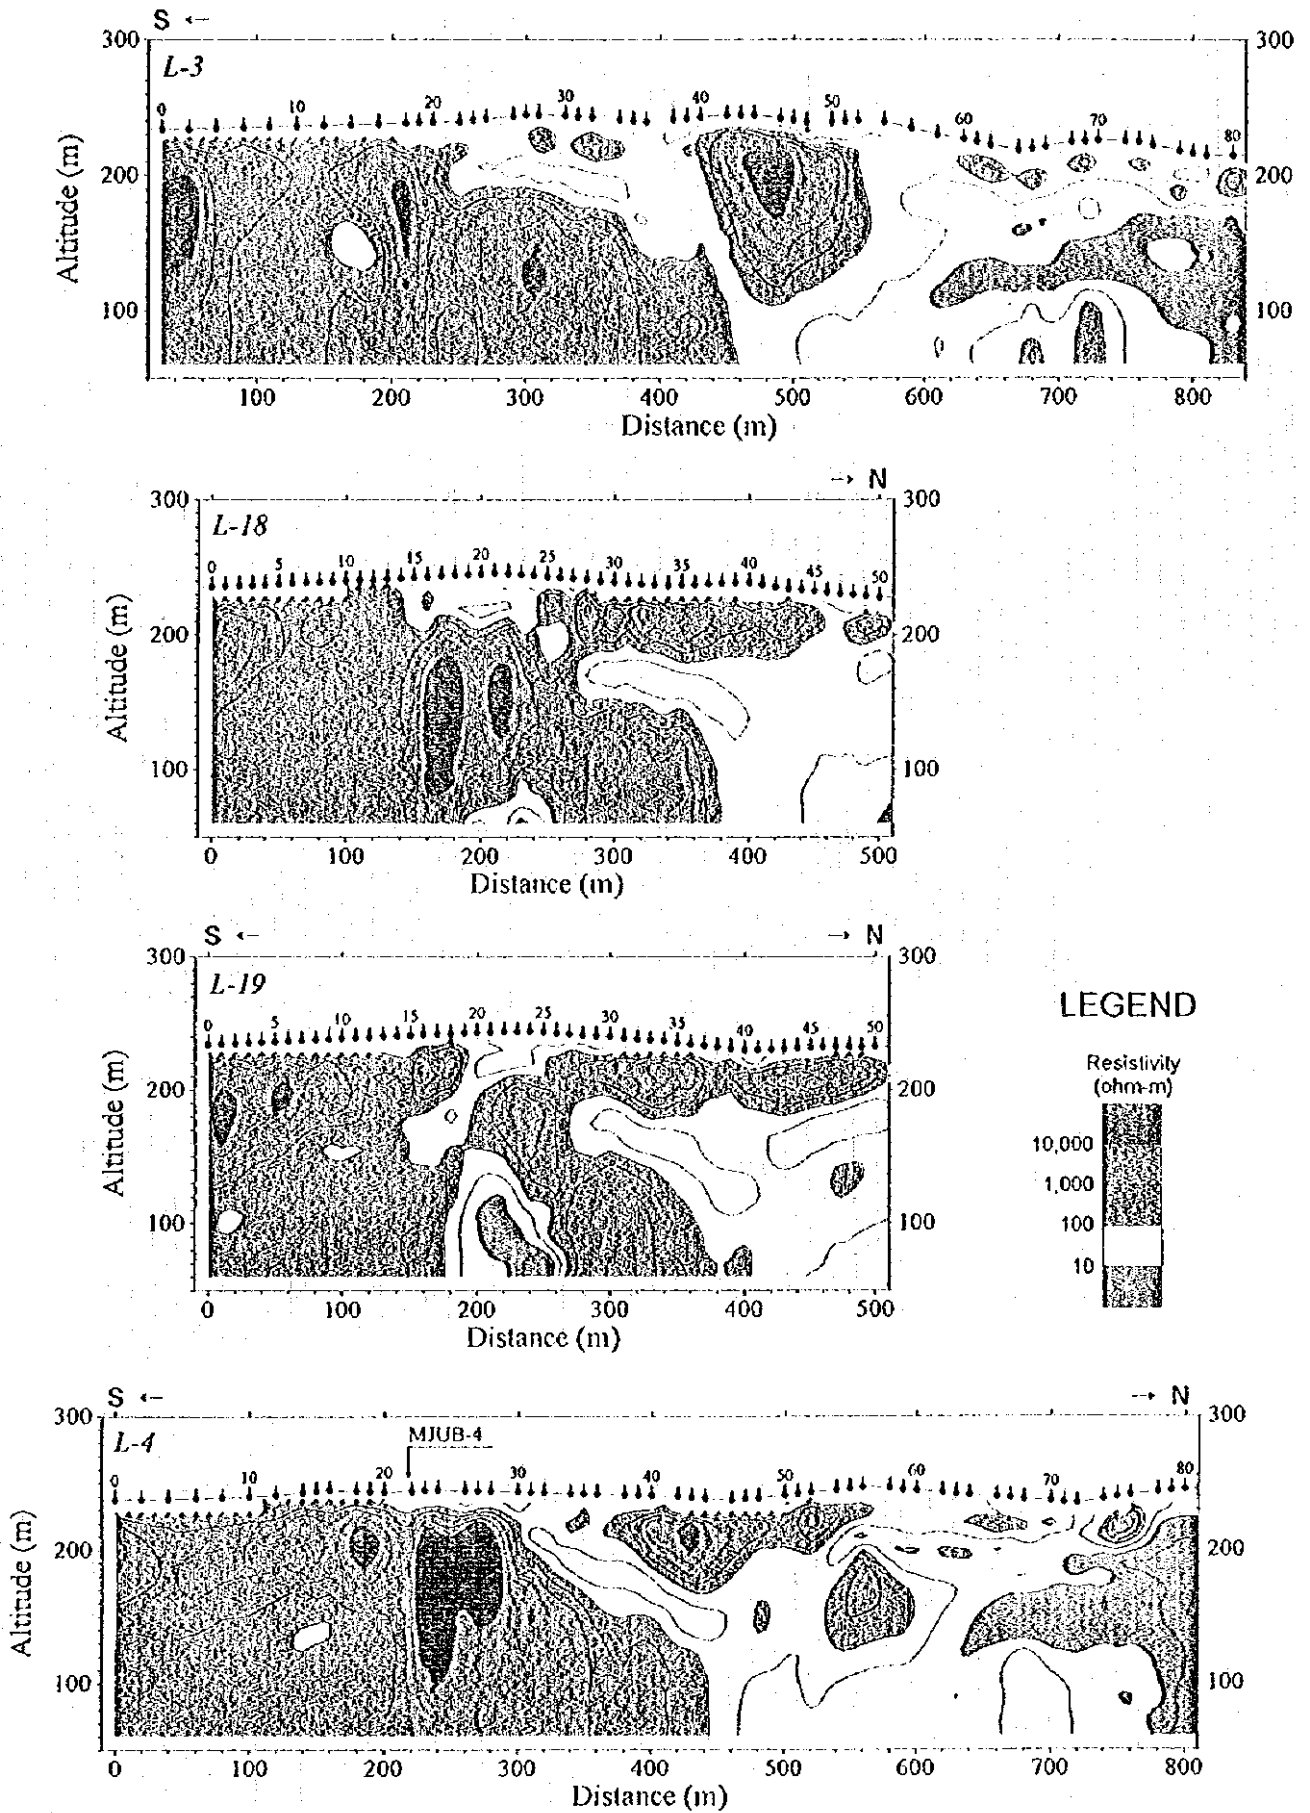 S ←
300 300
L-3
0 10 20 30 40 50 60 70 80
200 200
100 100
Altitude (m)
100 200 300 400 500 600 700 800
Distance (m)
→ N
300 300
L-18
0 5 10 15 20 25 30 35 40 45 50
200 200
100 100
Altitude (m)
0 100 200 300 400 500
Distance (m)
S ← → N
300 300
L-19
0 5 10 15 20 25 30 35 40 45 50
200 200
100 100
Altitude (m)
0 100 200 300 400 500
Distance (m)
LEGEND
Resistivity
(ohm-m)
10,000
1,000
100
10
S ← → N
300 300
L-4
MJUB-4
0 10 20 30 40 50 60 70 80
200 200
100 100
Altitude (m)
0 100 200 300 400 500 600 700 800
Distance (m)